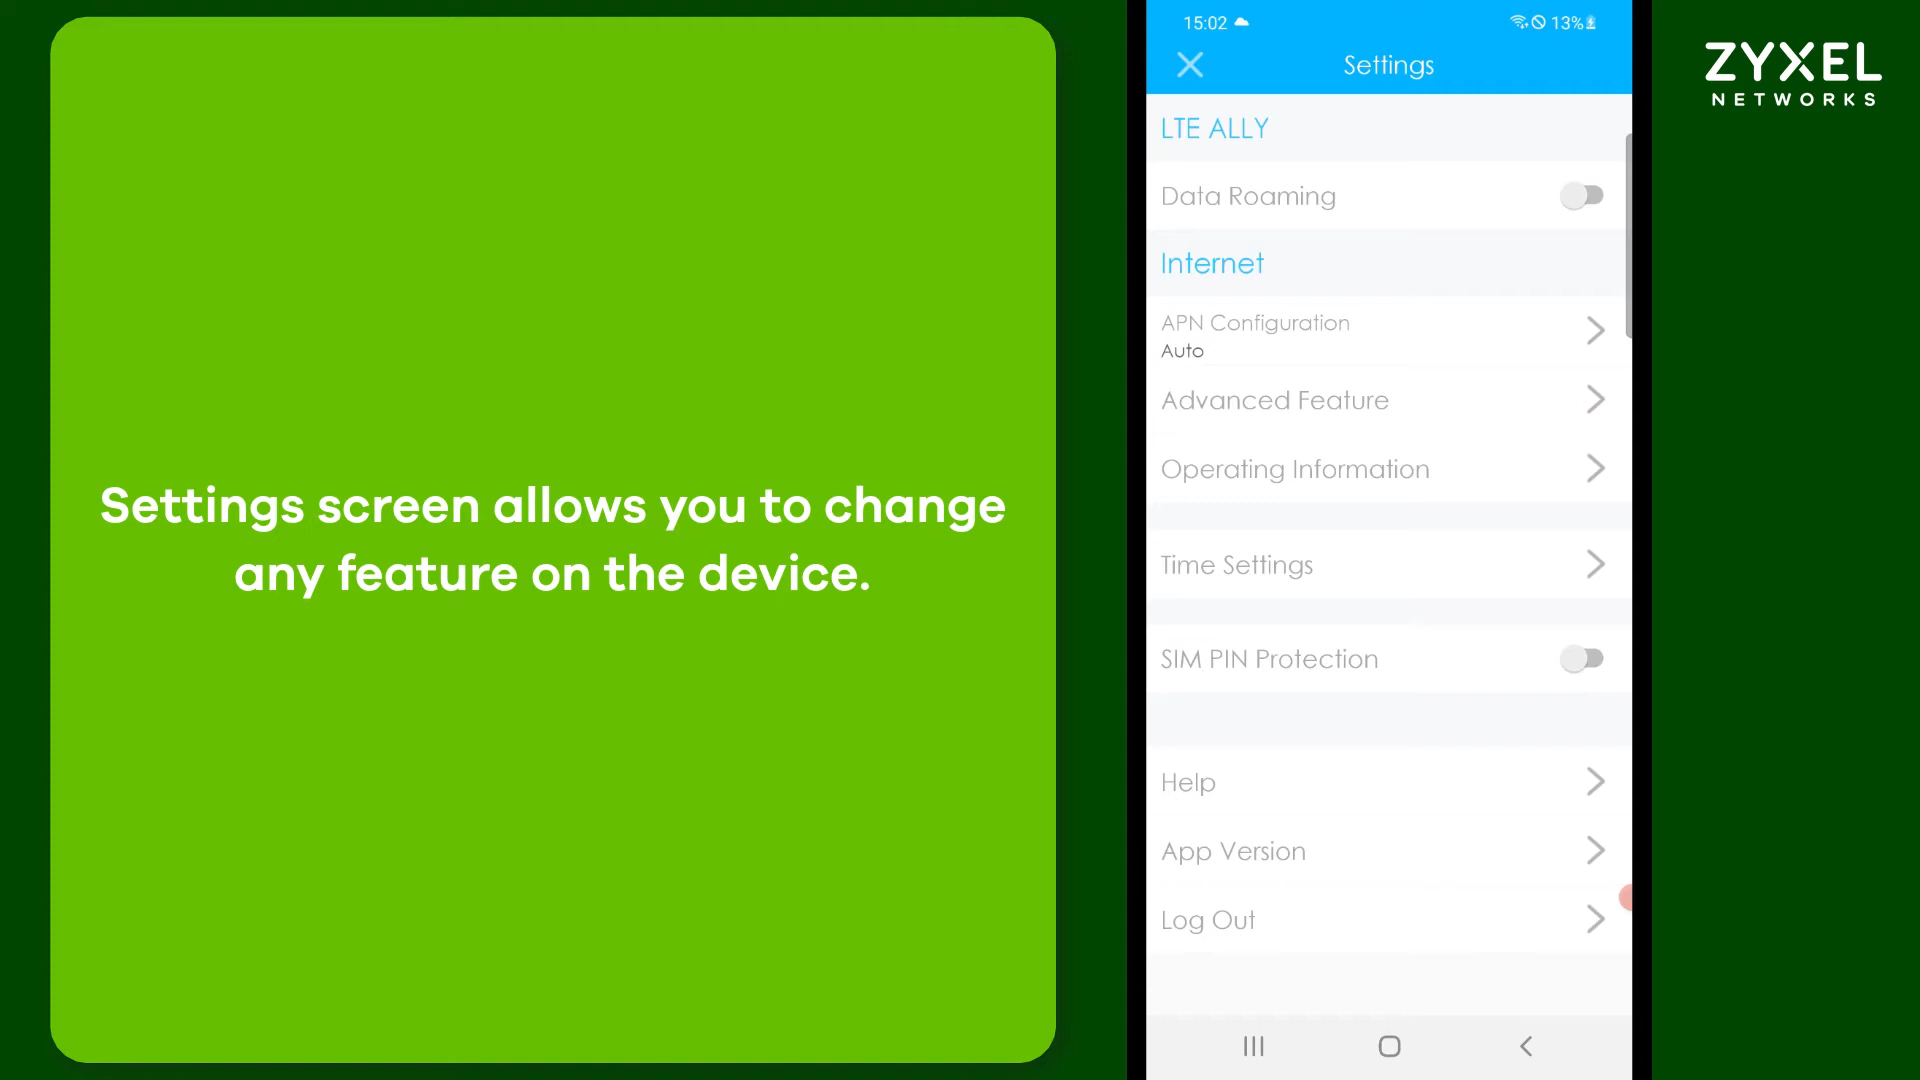 Settings screen allows you to change
any feature on the device.
15:02
13%
Settings
LTE ALLY
Data Roaming
Internet
APN Configuration
Auto
Advanced Feature
Operating Information
Time Settings
SIM PIN Protection
Help
App Version
Log Out
ZYXEL
NETWORKS